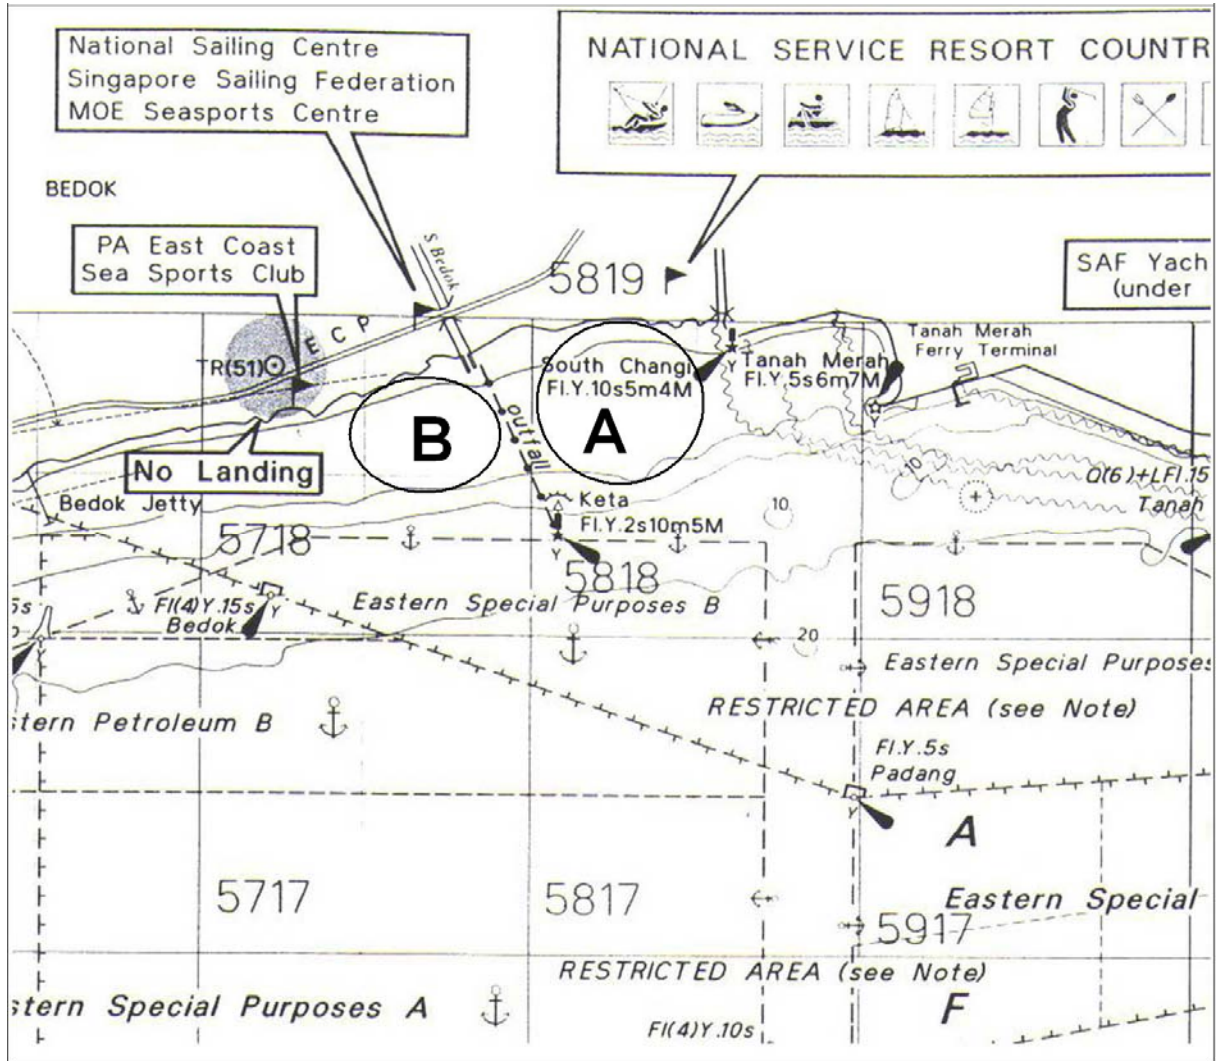 National Sailing Centre
Singapore Sailing Federation
MOE Seasports Centre
NATIONAL SERVICE RESORT COUNTR
BEDOK
PA East Coast
Sea Sports Club
S Bedok
5819
SAF Yach
(under
ECP
TR(51)
South Changi
Fl.Y.10s5m4M
Y
Tanah Merah
Fl.Y.5s6m7M
Tanah Merah
Ferry Terminal
Y
B
outfall
A
No Landing
Bedok Jetty
Keta
Fl.Y.2s10m5M
Y
10
10
Q(6)+LFl.15
Tanah
5718
5818
5918
Fl(4)Y.15s
Bedok
Y
Eastern Special Purposes B
20
Eastern Special Purposes
5s
stern Petroleum B
RESTRICTED AREA (see Note)
Fl.Y.5s
Padang
Y
A
5717
5817
Eastern Special
5917
RESTRICTED AREA (see Note)
stern Special Purposes A
F
Fl(4)Y.10s